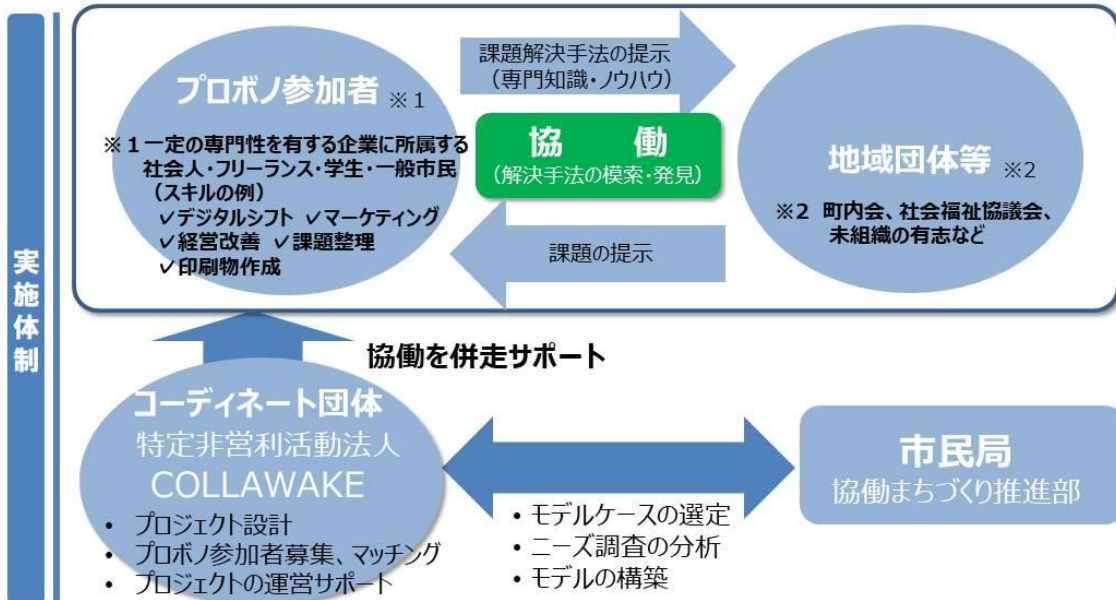 実施体制
プロボノ参加者 ※1
※1一定の専門性を有する企業に所属する
社会人・フリーランス・学生・一般市民
（スキルの例）
✓デジタルシフト ✓マーケティング
✓経営改善 ✓課題整理
✓印刷物作成
課題解決手法の提示
（専門知識・ノウハウ）
協 働
（解決手法の模索・発見）
課題の提示
地域団体等 ※2
※2 町内会、社会福祉協議会、
未組織の有志など
協働を併走サポート
コーディネート団体
特定非営利活動法人
COLLAWAKE
• プロジェクト設計
• プロボノ参加者募集、マッチング
• プロジェクトの運営サポート
• モデルケースの選定
• ニーズ調査の分析
• モデルの構築
市民局
協働まちづくり推進部